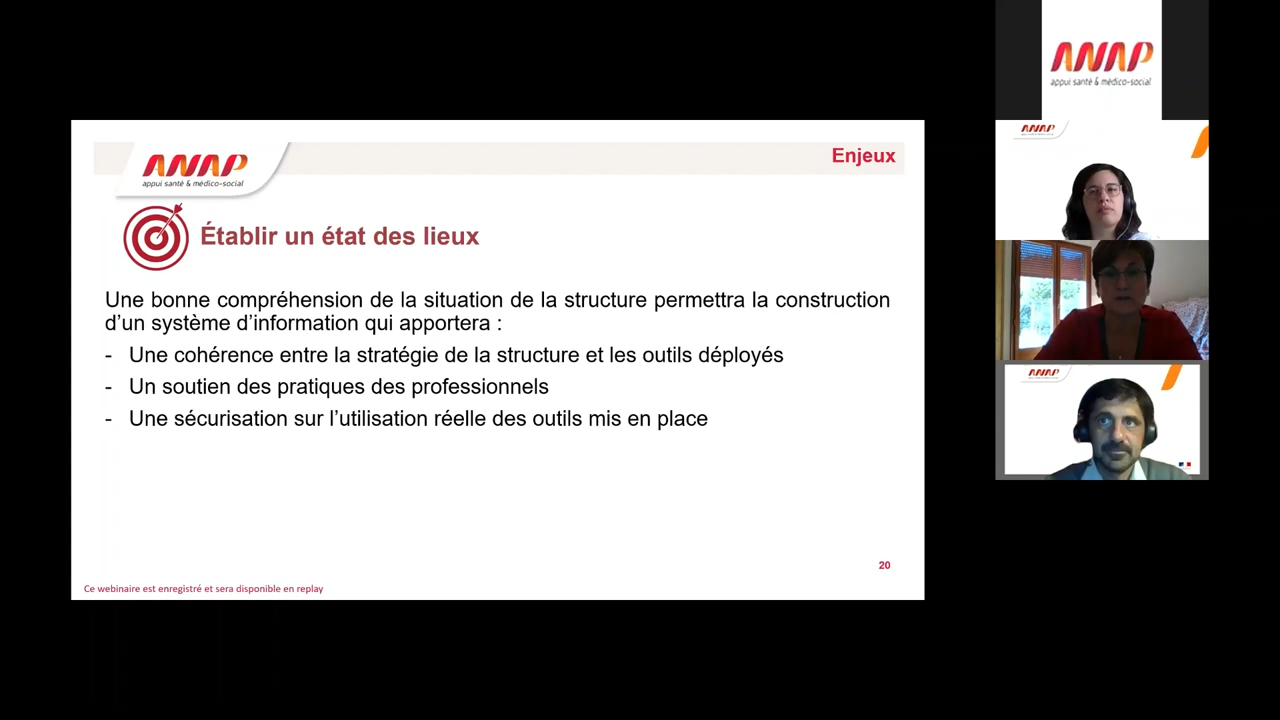 ANAP
appui santé & médico-social
Enjeux
Établir un état des lieux
Une bonne compréhension de la situation de la structure permettra la construction
d’un système d’information qui apportera :
- Une cohérence entre la stratégie de la structure et les outils déployés
- Un soutien des pratiques des professionnels
- Une sécurisation sur l’utilisation réelle des outils mis en place
20
Ce webinaire est enregistré et sera disponible en replay
ANAP
appui santé & médico-social
ANAP
ANAP